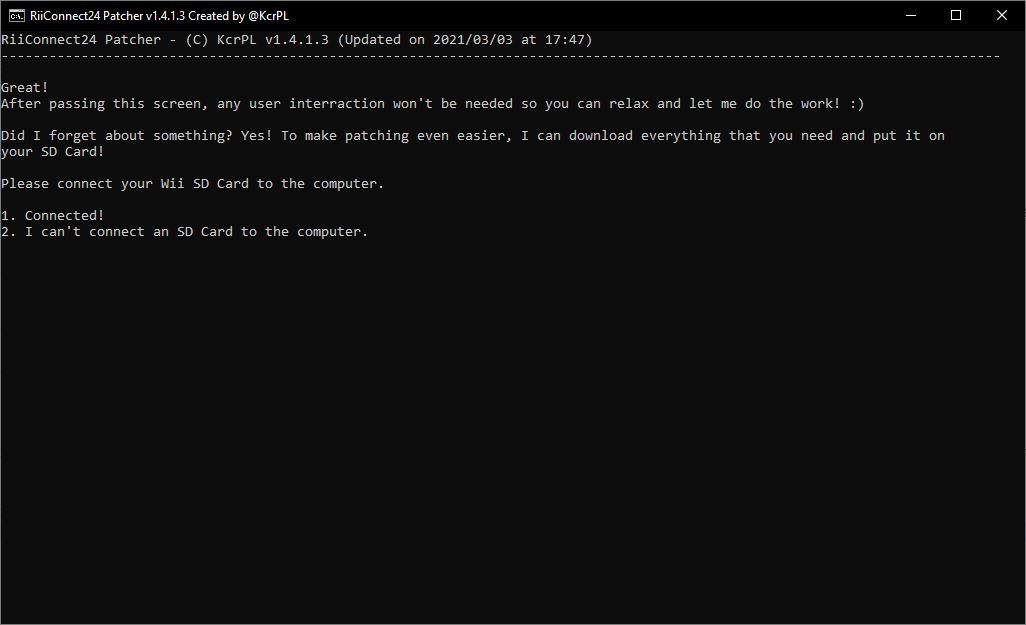 RiiConnect24 Patcher v1.4.1.3 Created by @KcrPL
RiiConnect24 Patcher - (C) KcrPL v1.4.1.3 (Updated on 2021/03/03 at 17:47)
-----------------------------------------------------------------------------------------------------------------------------
Great!
After passing this screen, any user interraction won't be needed so you can relax and let me do the work! :)
Did I forget about something? Yes! To make patching even easier, I can download everything that you need and put it on
your SD Card!
Please connect your Wii SD Card to the computer.
1. Connected!
2. I can't connect an SD Card to the computer.